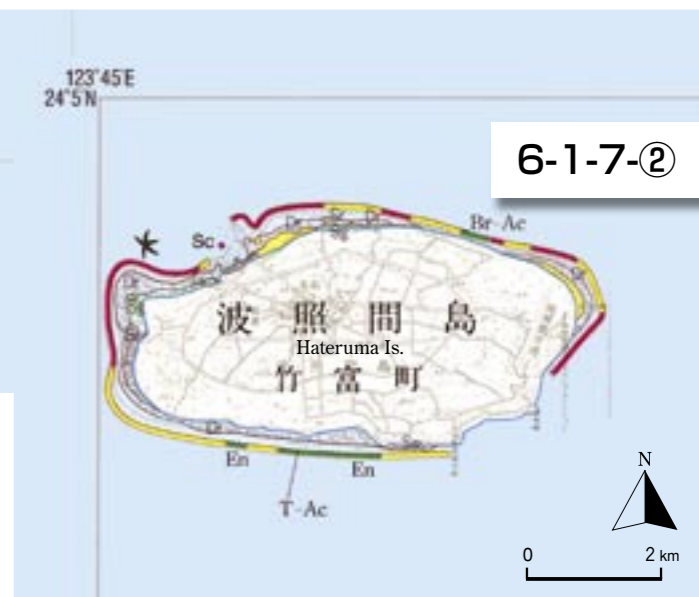 123°45'E
24°5'N
6-1-7-②
Sc
Br-Ac
波照間島
Hateruma Is.
竹富町
En
En
T-Ac
N
0 2 km